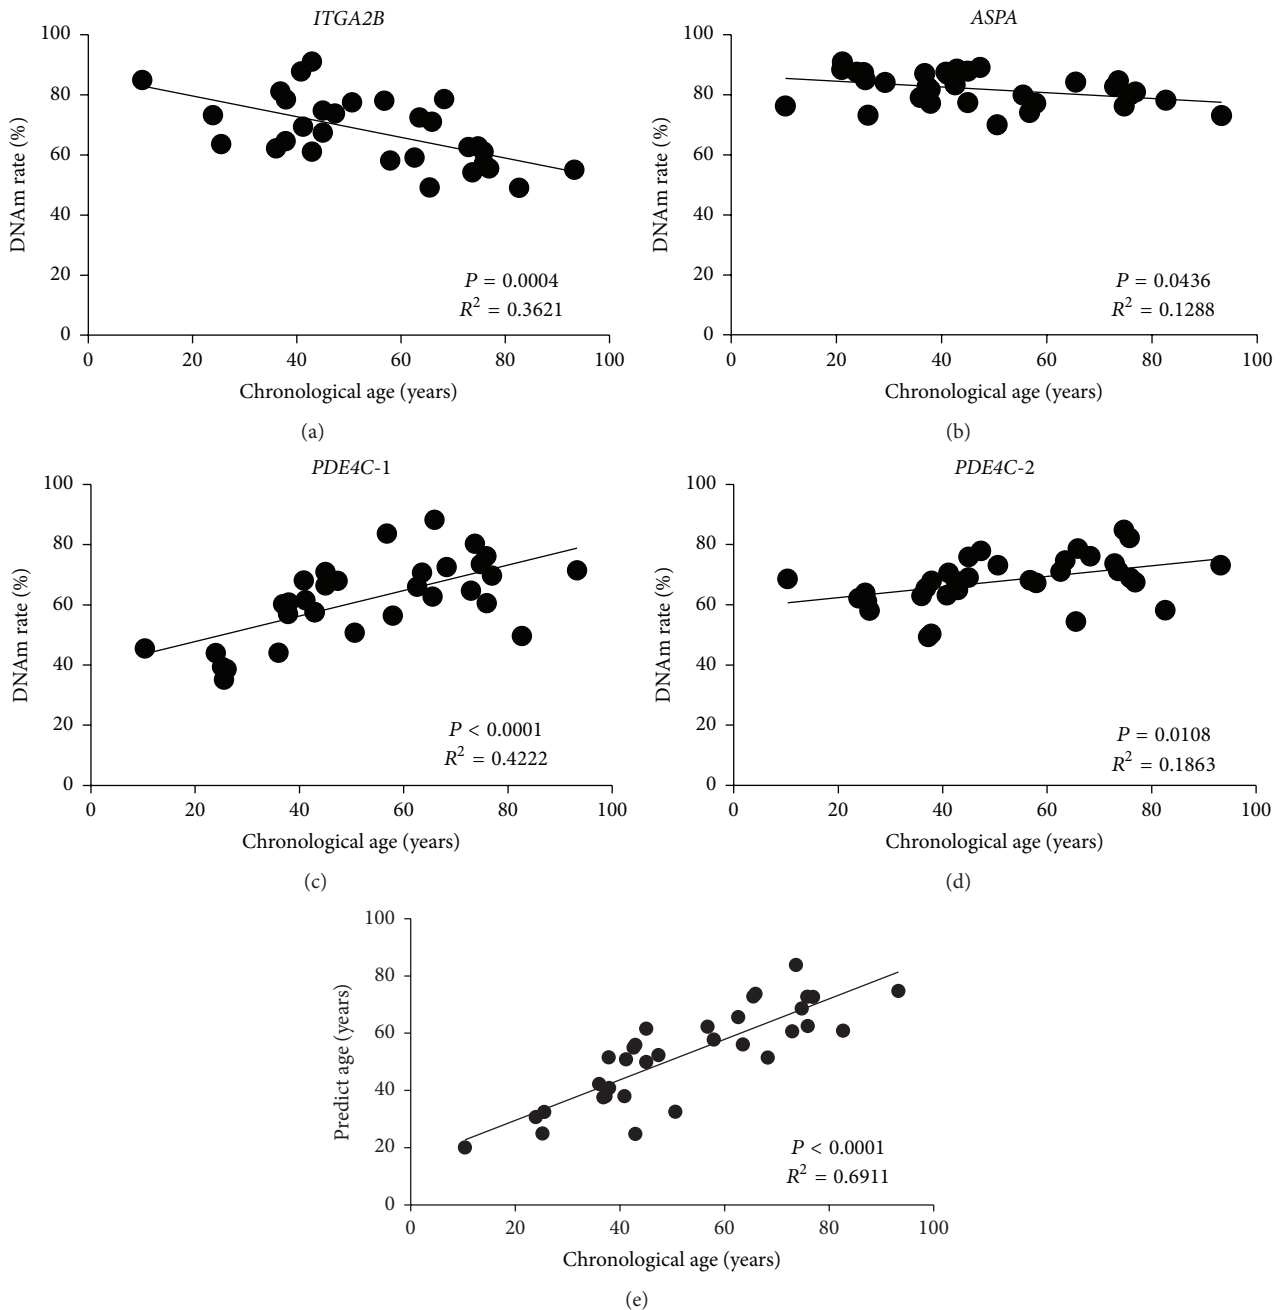 ITGA2B
100
80
60
40
20
0
DNAm rate (%)
P = 0.0004
R² = 0.3621
0 20 40 60 80 100
Chronological age (years)
(a)
ASPA
100
80
60
40
20
0
DNAm rate (%)
P = 0.0436
R² = 0.1288
0 20 40 60 80 100
Chronological age (years)
(b)
PDE4C-1
100
80
60
40
20
0
DNAm rate (%)
P < 0.0001
R² = 0.4222
0 20 40 60 80 100
Chronological age (years)
(c)
PDE4C-2
100
80
60
40
20
0
DNAm rate (%)
P = 0.0108
R² = 0.1863
0 20 40 60 80 100
Chronological age (years)
(d)
100
80
60
40
20
0
Predict age (years)
P < 0.0001
R² = 0.6911
0 20 40 60 80 100
Chronological age (years)
(e)